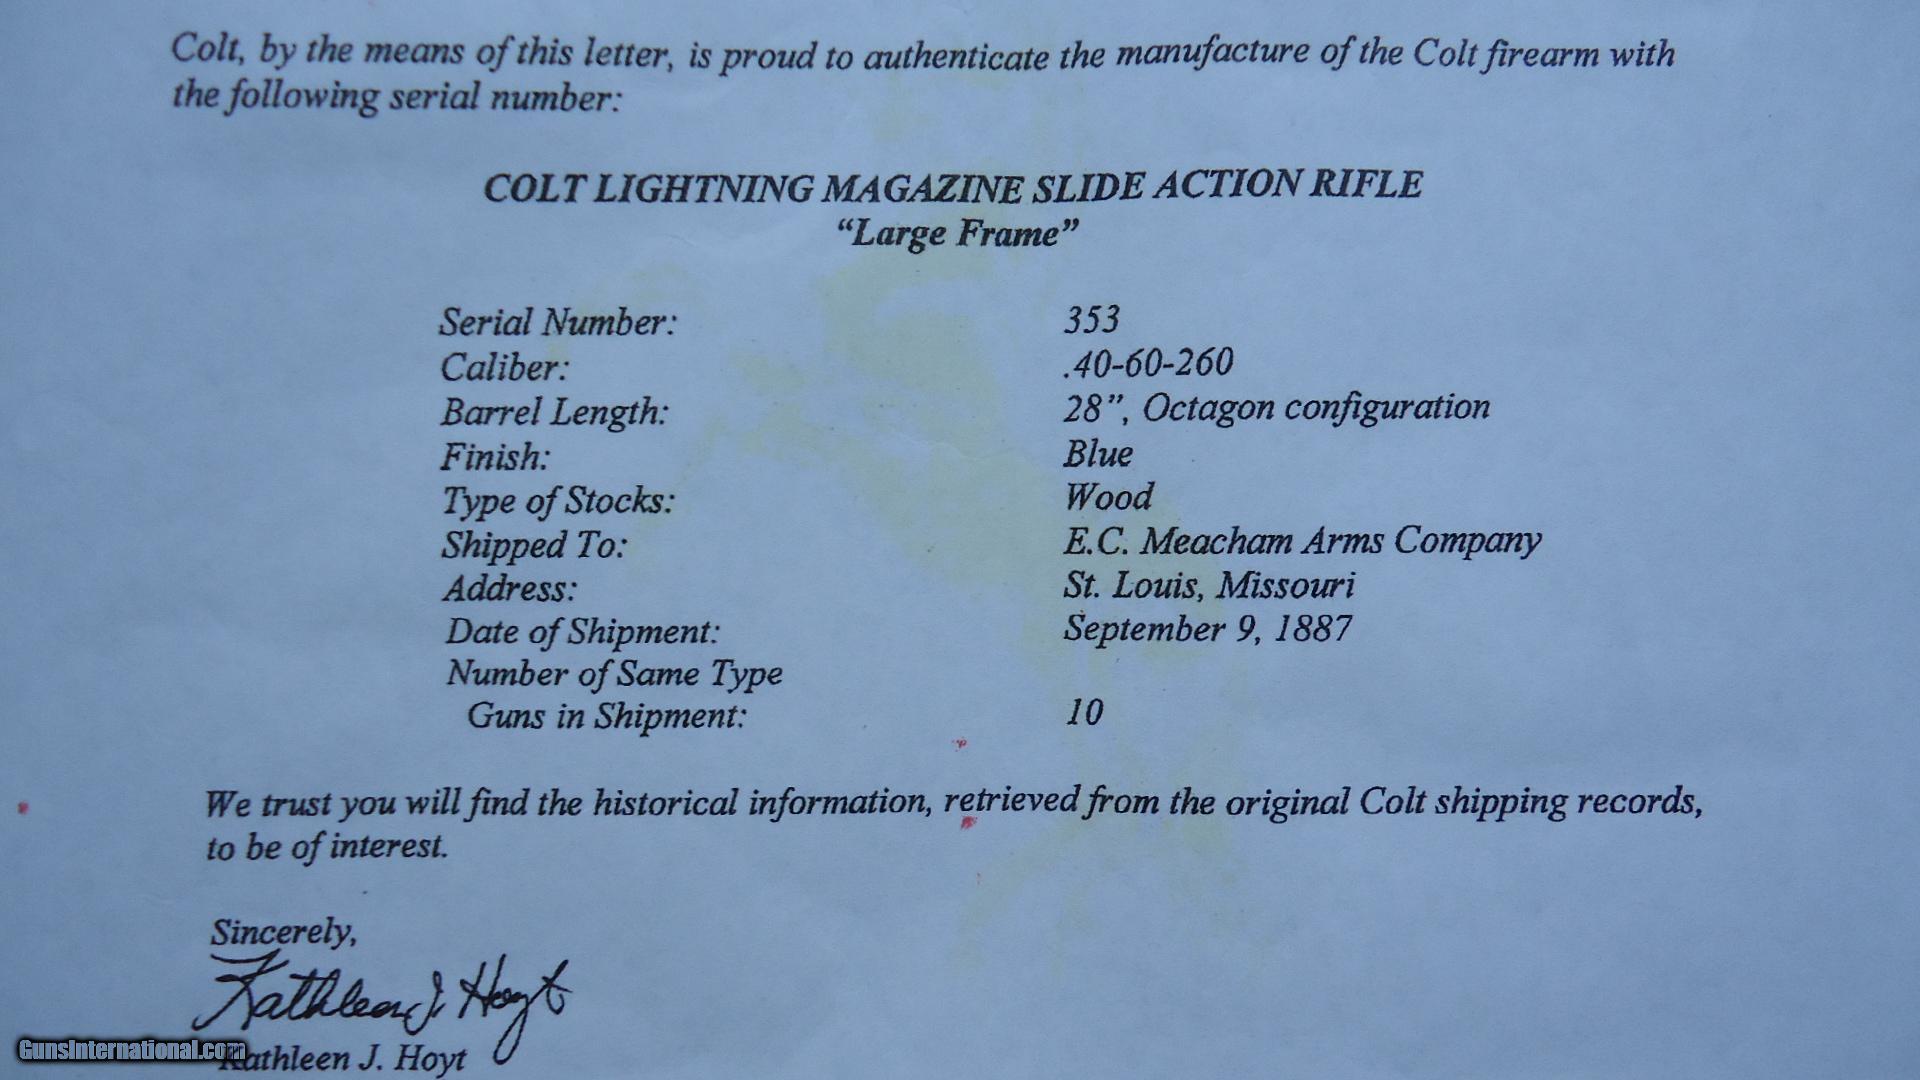 Colt, by the means of this letter, is proud to authenticate the manufacture of the Colt firearm with
the following serial number:
COLT LIGHTNING MAGAZINE SLIDE ACTION RIFLE
“Large Frame”
Serial Number: 353
Caliber: .40-60-260
Barrel Length: 28”, Octagon configuration
Finish: Blue
Type of Stocks: Wood
Shipped To: E.C. Meacham Arms Company
Address: St. Louis, Missouri
Date of Shipment: September 9, 1887
Number of Same Type
Guns in Shipment: 10
We trust you will find the historical information, retrieved from the original Colt shipping records,
to be of interest.
Sincerely,
Kathleen J. Hoyt
Kathleen J. Hoyt
GunsInternational.com